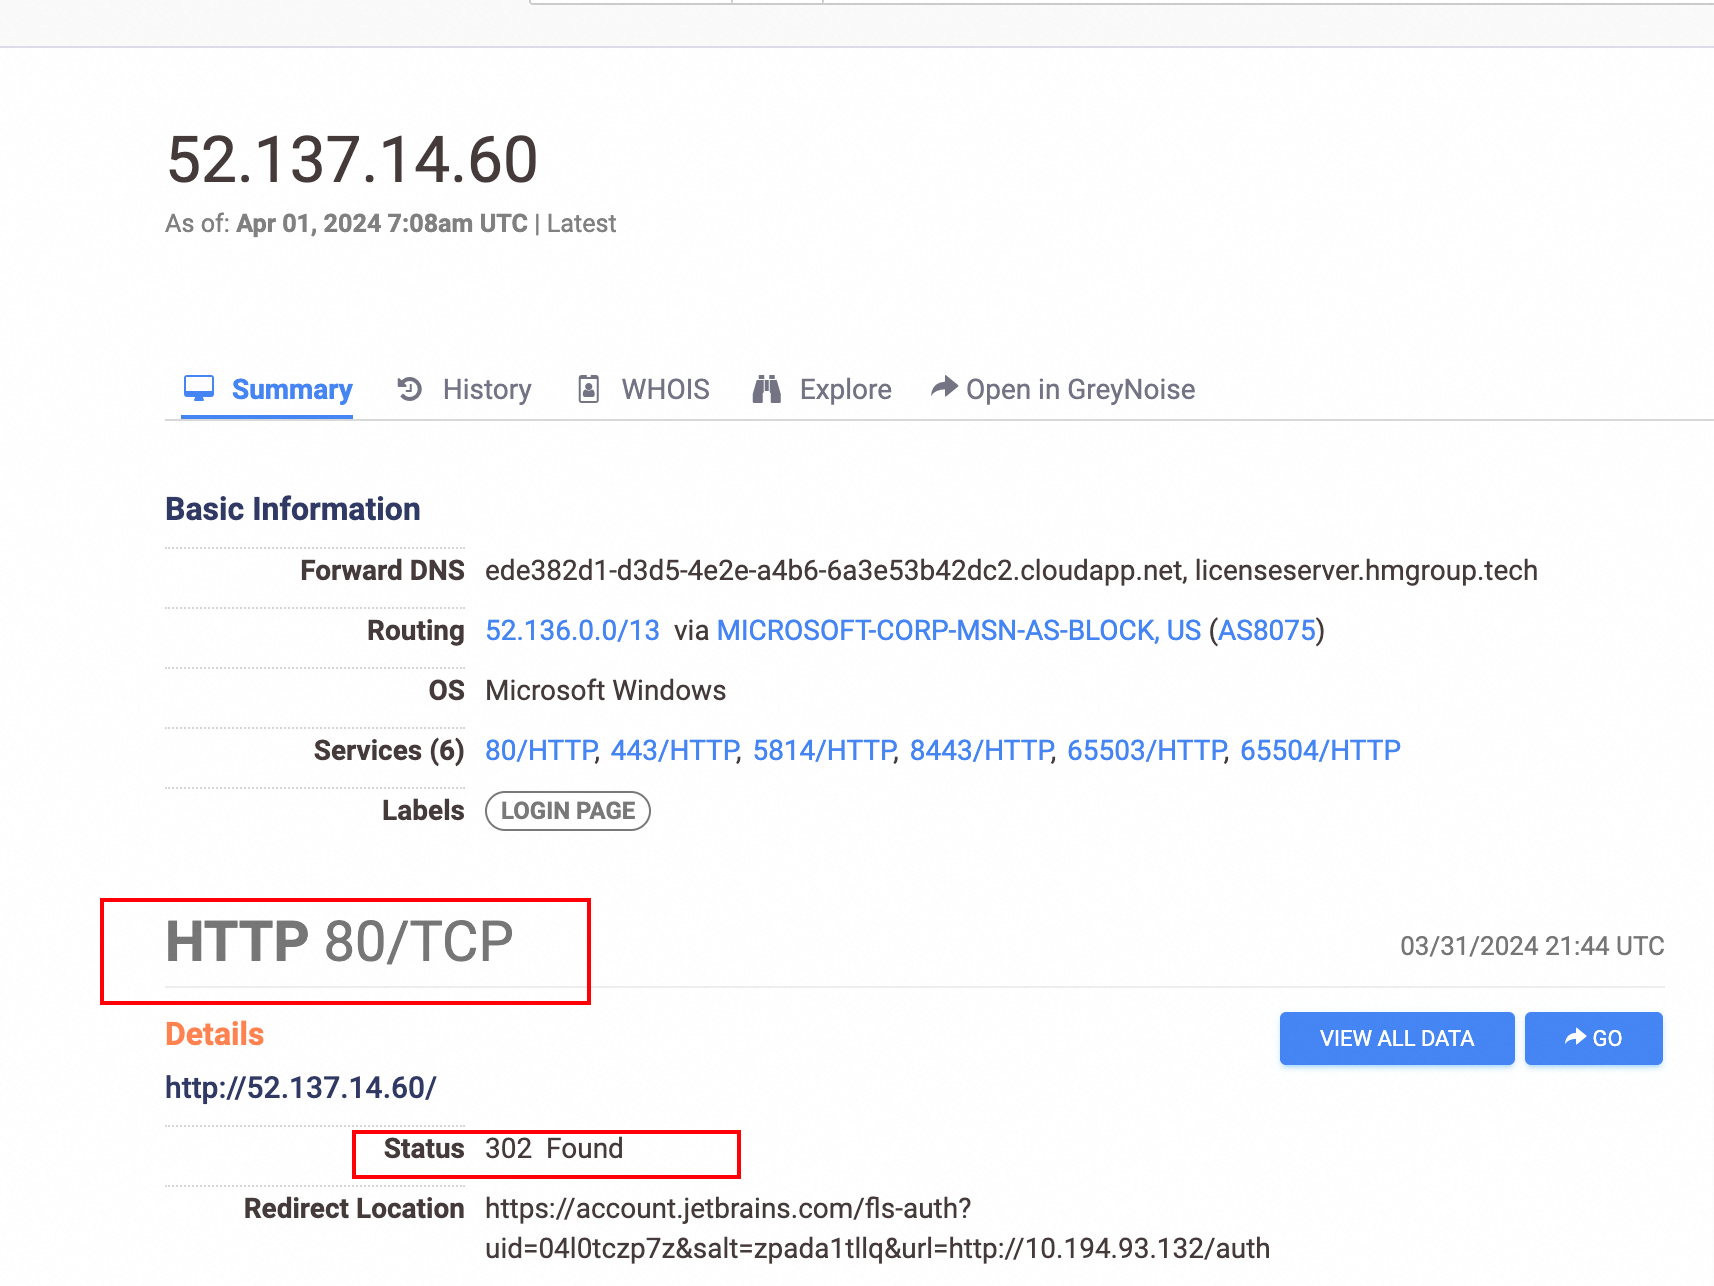 52.137.14.60
As of: Apr 01, 2024 7:08am UTC | Latest
Summary History WHOIS Explore Open in GreyNoise
Basic Information
Forward DNS ede382d1-d3d5-4e2e-a4b6-6a3e53b42dc2.cloudapp.net, licenseserver.hmgroup.tech
Routing 52.136.0.0/13 via MICROSOFT-CORP-MSN-AS-BLOCK, US (AS8075)
OS Microsoft Windows
Services (6) 80/HTTP, 443/HTTP, 5814/HTTP, 8443/HTTP, 65503/HTTP, 65504/HTTP
Labels LOGIN PAGE
HTTP 80/TCP 03/31/2024 21:44 UTC
Details VIEW ALL DATA GO
http://52.137.14.60/
Status 302 Found
Redirect Location https://account.jetbrains.com/fls-auth?
uid=04l0tczp7z&salt=zpada1tllq&url=http://10.194.93.132/auth